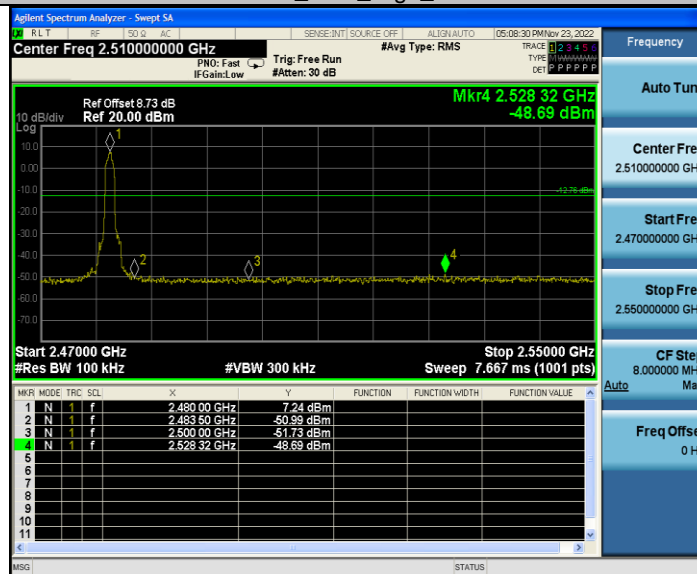 Agilent Spectrum Analyzer - Swept SA
RLT RF 50 Ω AC SENSE:INT SOURCE OFF ALIGN AUTO 05:08:30 PM Nov 23, 2022
Center Freq 2.510000000 GHz
PNO: Fast
IFGain:Low
Trig: Free Run
#Atten: 30 dB
#Avg Type: RMS
TRACE 1 2 3 4 5 6
TYPE M WWWWW
DET P P P P P P
Mkr4 2.528 32 GHz
-48.69 dBm
Ref Offset 8.73 dB
10 dB/div Ref 20.00 dBm
Log
10.0
0.00
-10.0
-20.0
-30.0
-40.0
-50.0
-60.0
-70.0
1
2
3
4
-12.76 dBm
Start 2.47000 GHz Stop 2.55000 GHz
#Res BW 100 kHz #VBW 300 kHz Sweep 7.667 ms (1001 pts)
MKR MODE TRC SCL X Y FUNCTION FUNCTION WIDTH FUNCTION VALUE
1 N 1 f 2.480 00 GHz 7.24 dBm
2 N 1 f 2.483 50 GHz -50.99 dBm
3 N 1 f 2.500 00 GHz -51.73 dBm
4 N 1 f 2.528 32 GHz -48.69 dBm
5
6
7
8
9
10
11
MSG STATUS
Frequency
Auto Tun
Center Fre
2.510000000 GH
Start Fre
2.470000000 GH
Stop Fre
2.550000000 GH
CF Ste
8.000000 MH
Auto Ma
Freq Offse
0 H